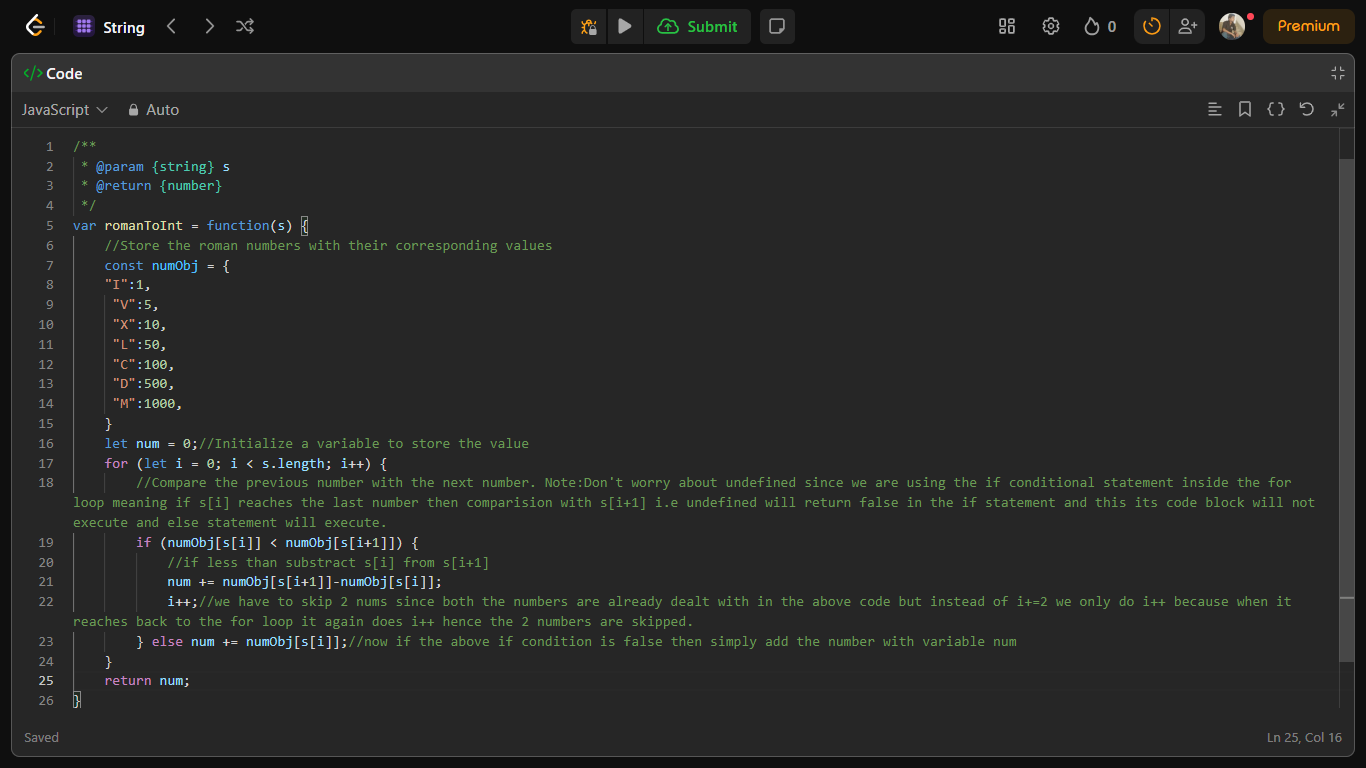 String
Submit
0
Premium
</> Code
JavaScript Auto
1 /**
2 * @param {string} s
3 * @return {number}
4 */
5 var romanToInt = function(s) {
6 //Store the roman numbers with their corresponding values
7 const numObj = {
8 "I":1,
9 "V":5,
10 "X":10,
11 "L":50,
12 "C":100,
13 "D":500,
14 "M":1000,
15 }
16 let num = 0;//Initialize a variable to store the value
17 for (let i = 0; i < s.length; i++) {
18 //Compare the previous number with the next number. Note:Don't worry about undefined since we are using the if conditional statement inside the for
loop meaning if s[i] reaches the last number then comparision with s[i+1] i.e undefined will return false in the if statement and this its code block will not
execute and else statement will execute.
19 if (numObj[s[i]] < numObj[s[i+1]]) {
20 //if less than substract s[i] from s[i+1]
21 num += numObj[s[i+1]]-numObj[s[i]];
22 i++;//we have to skip 2 nums since both the numbers are already dealt with in the above code but instead of i+=2 we only do i++ because when it
reaches back to the for loop it again does i++ hence the 2 numbers are skipped.
23 } else num += numObj[s[i]];//now if the above if condition is false then simply add the number with variable num
24 }
25 return num;
26 }
Saved
Ln 25, Col 16